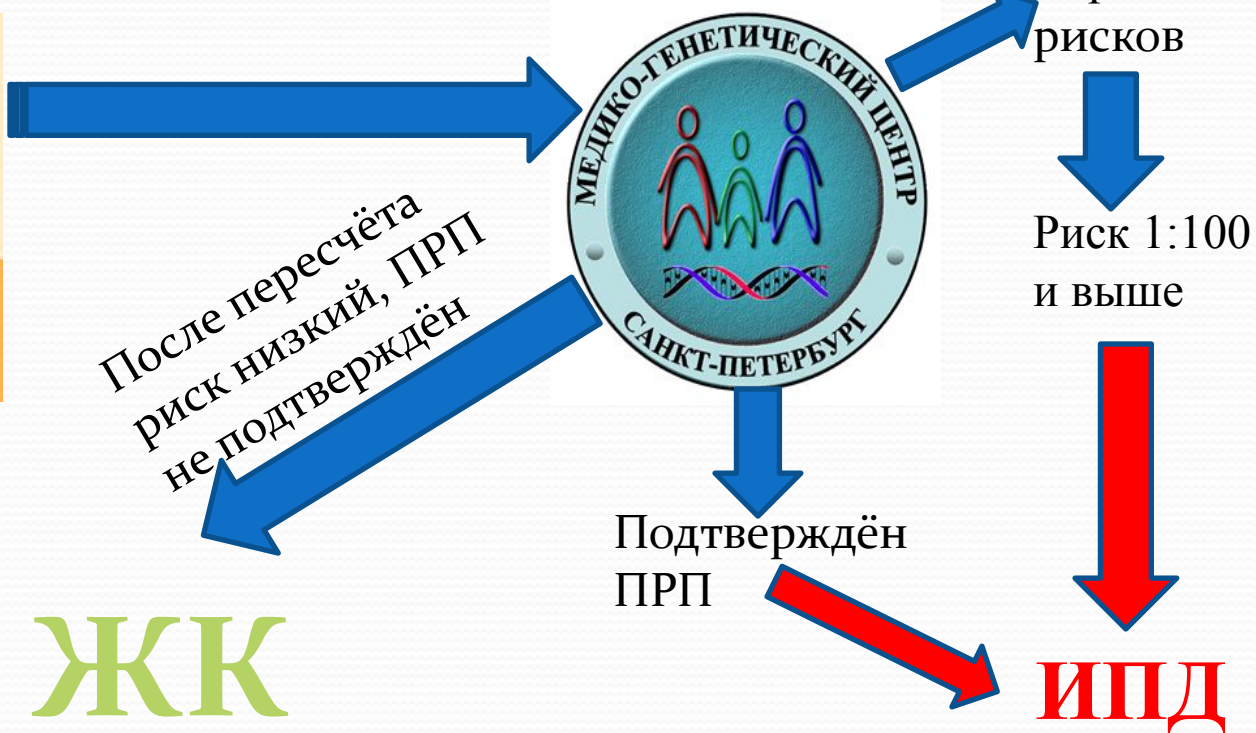 рисков
МЕДИКО-ГЕНЕТИЧЕСКИЙ ЦЕНТР
САНКТ-ПЕТЕРБУРГ
Риск 1:100
и выше
После пересчёта
риск низкий, ПРП
не подтверждён
Подтверждён
ПРП
ЖК
ИПД